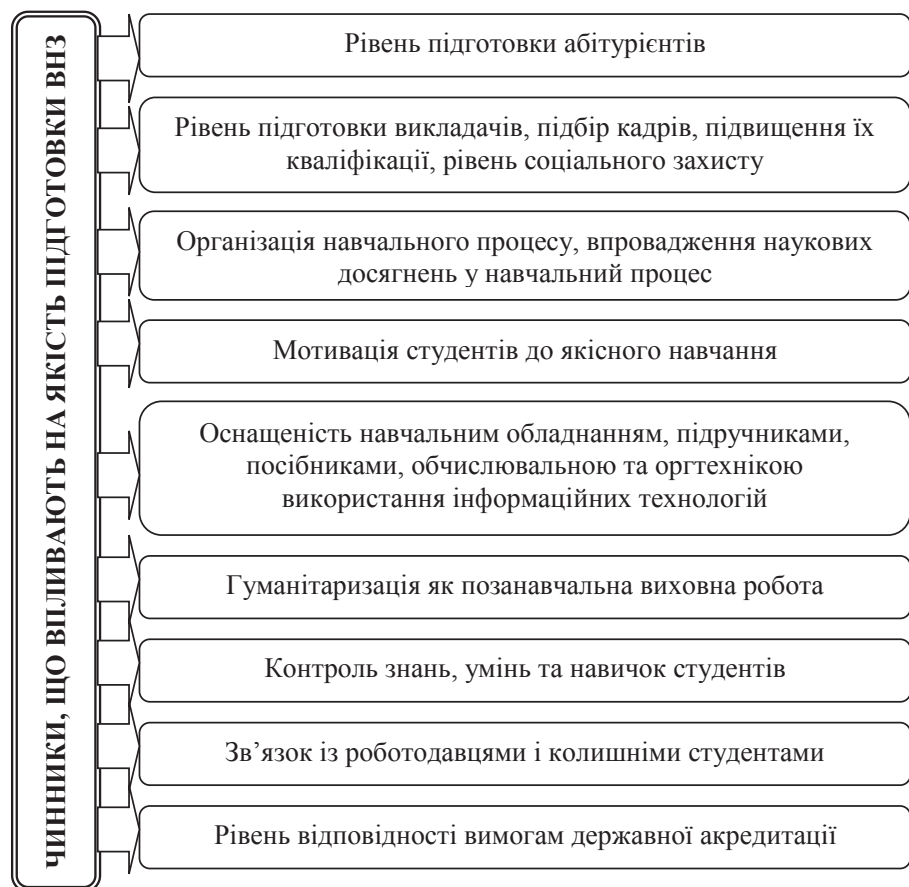 ЧИННИКИ, ЩО ВПЛИВАЮТЬ НА ЯКІСТЬ ПІДГОТОВКИ ВНЗ
Рівень підготовки абітурієнтів
Рівень підготовки викладачів, підбір кадрів, підвищення їх
кваліфікації, рівень соціального захисту
Організація навчального процесу, впровадження наукових
досягнень у навчальний процес
Мотивація студентів до якісного навчання
Оснащеність навчальним обладнанням, підручниками,
посібниками, обчислювальною та оргтехнікою
використання інформаційних технологій
Гуманітаризація як позанавчальна виховна робота
Контроль знань, умінь та навичок студентів
Зв’язок із роботодавцями і колишніми студентами
Рівень відповідності вимогам державної акредитації